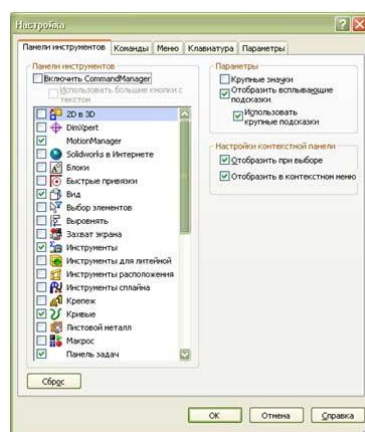 Настройка
Панели инструментов Команды Меню Клавиатура Параметры
Панели инструментов
Включить CommandManager
Использовать большие кнопки с текстом
2D в 3D
DimXpert
MotionManager
Solidworks в Интернете
Блоки
Быстрые привязки
Вид
Выбор элементов
Выровнять
Захват экрана
Инструменты
Инструменты для литейной
Инструменты расположения
Инструменты сплайна
Крепеж
Кривые
Листовой металл
Макрос
Панель задач
Сброс
Параметры
Крупные значки
Отобразить всплывающие
подсказки
Использовать
крупные подсказки
Настройки контекстной панели
Отобразить при выборе
Отобразить в контекстном меню
OK Отмена Справка